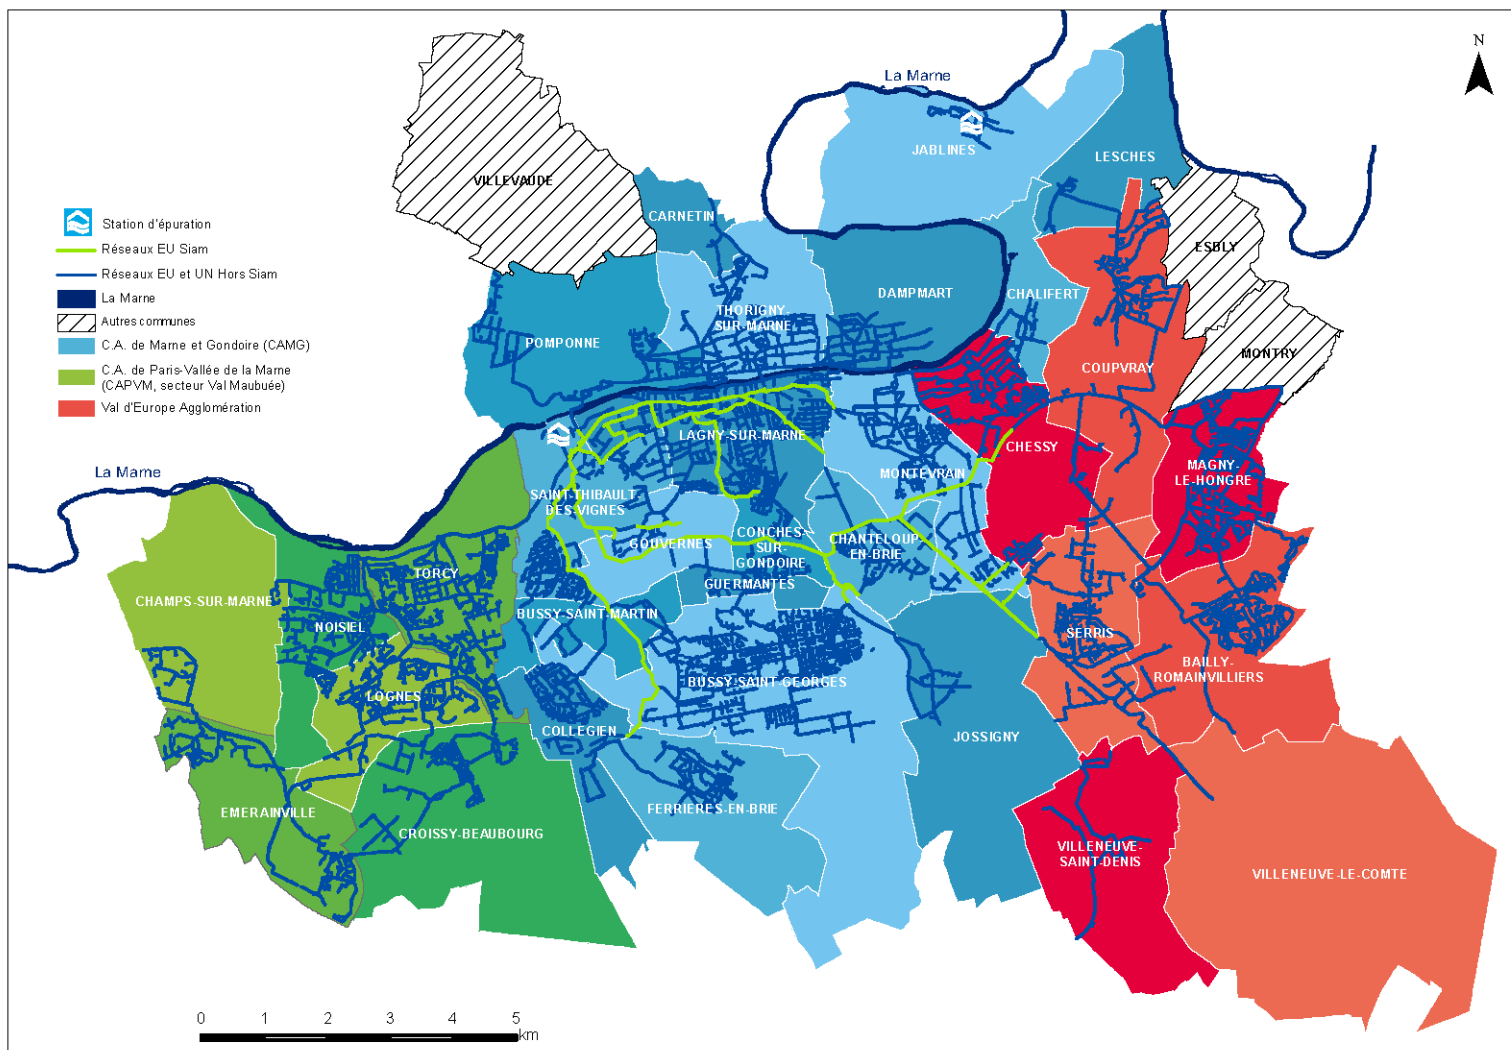 N
La Marne
JABLINES
LESCHES
VILLEVAUDE
CARNETIN
ESBLY
Station d'épuration
Réseaux EU Siam
Réseaux EU et UN Hors Siam
La Marne
Autres communes
C.A. de Marne et Gondoire (CAMG)
C.A. de Paris-Vallée de la Marne
(CAPVM, secteur Val Maubuée)
Val d'Europe Agglomération
DAMPMART
CHALIFERT
THORIGNY-
SUR-MARNE
POMPONNE
MONTRY
COUPVRAY
LAGNY-SUR-MARNE
CHESSY
La Marne
MONTEVRAIN
MAGNY-
LE-HONGRE
SAINT-THIBAULT-
DES-VIGNES
GOUVERNES
CONCHES-
SUR-
GONDOIRE
CHANTELOUP-
EN-BRIE
TORCY
GUERMANTES
CHAMPS-SUR-MARNE
NOISIEL
BUSSY-SAINT-MARTIN
SERRIS
BAILLY-
ROMAINVILLIERS
LOGNES
BUSSY-SAINT-GEORGES
COLLEGIEN
JOSSIGNY
EMERAINVILLE
CROISSY-BEAUBOURG
FERRIERES-EN-BRIE
VILLENEUVE-
SAINT-DENIS
VILLENEUVE-LE-COMTE
0 1 2 3 4 5
km